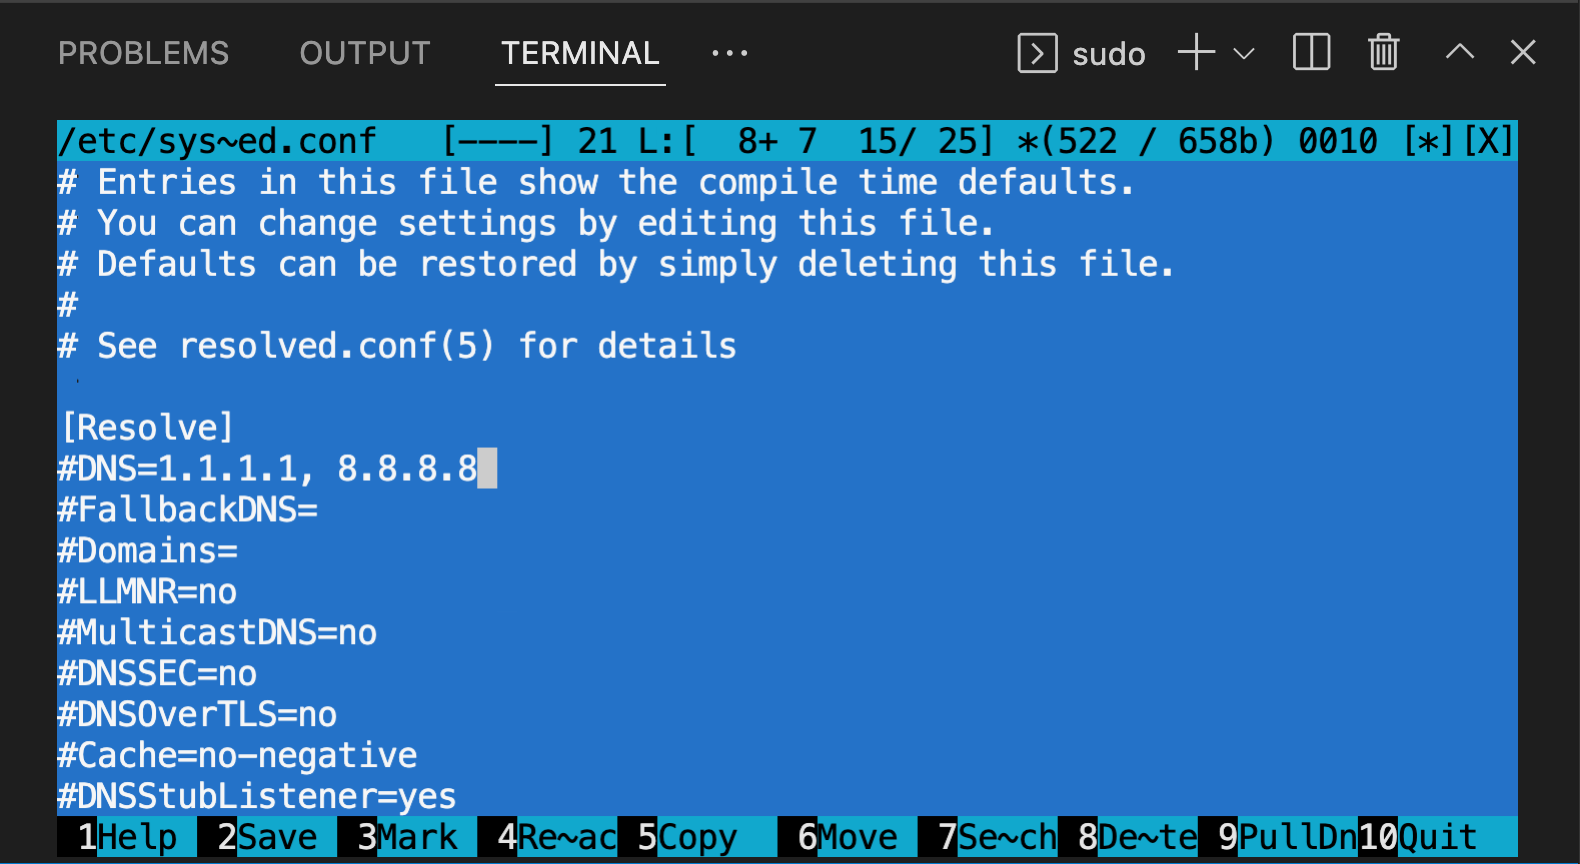 PROBLEMS OUTPUT TERMINAL ··· sudo
/etc/sys~ed.conf [----] 21 L:[ 8+ 7 15/ 25] *(522 / 658b) 0010 [*][X]
# Entries in this file show the compile time defaults.
# You can change settings by editing this file.
# Defaults can be restored by simply deleting this file.
#
# See resolved.conf(5) for details
[Resolve]
#DNS=1.1.1.1, 8.8.8.8
#FallbackDNS=
#Domains=
#LLMNR=no
#MulticastDNS=no
#DNSSEC=no
#DNSOverTLS=no
#Cache=no-negative
#DNSStubListener=yes
1Help 2Save 3Mark 4Re~ac 5Copy 6Move 7Se~ch 8De~te 9PullDn 10Quit